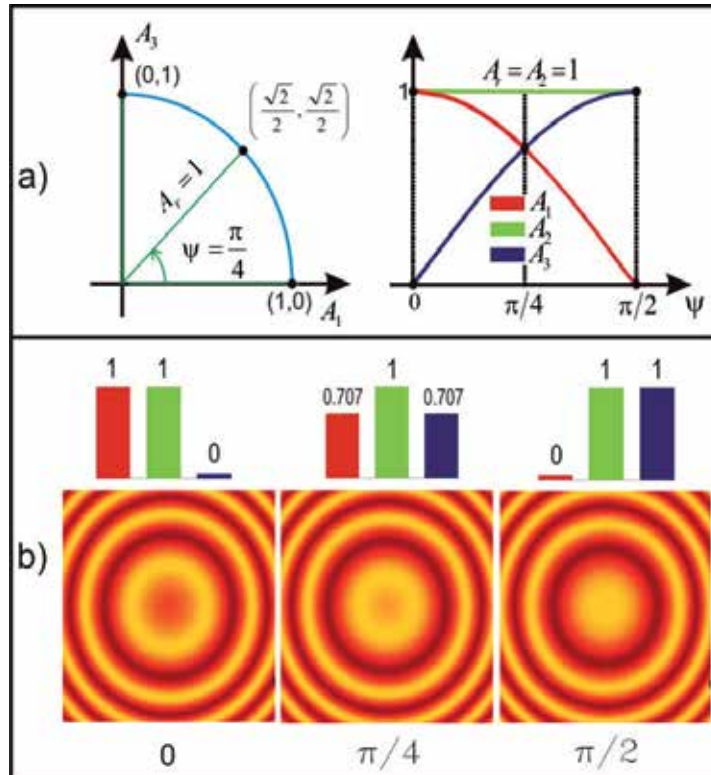 a)
A₃
(0,1)
(√2/2, √2/2)
Aᵣ = 1
ψ = π/4
(1,0)
A₁
1
Aᵣ = A₂ = 1
A₁
A₂
A₃
0
π/4
π/2
ψ
b)
1 1 0
0.707 1 0.707
0 1 1
0
π/4
π/2